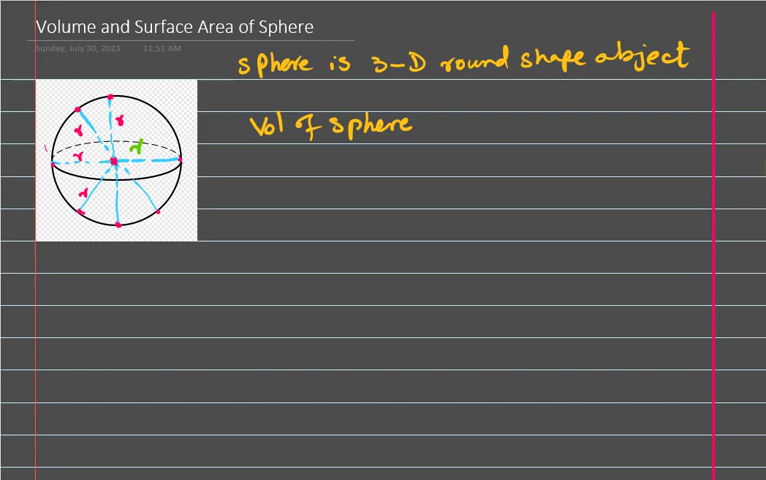 Volume and Surface Area of Sphere
Sunday, July 30, 2023 11:51 AM
sphere is 3-D round shape abject
Vol of sphere
r
r
r
r
r